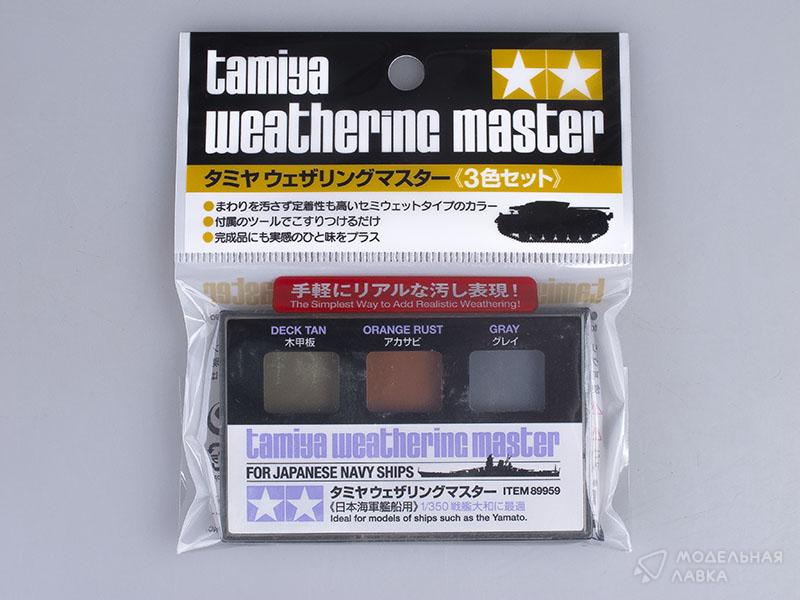 tamiya
weathering master
タミヤ ウェザリングマスター《3色セット》
●まわりを汚さず定着性も高いセミウェットタイプのカラー
●付属のツールでこすりつけるだけ
●完成品にも実感のひと味をプラス
手軽にリアルな汚し表現！
The Simplest Way to Add Realistic Weathering!
DECK TAN ORANGE RUST GRAY
木甲板 アカサビ グレイ
tamiya weathering master
FOR JAPANESE NAVY SHIPS
タミヤ ウェザリングマスター ITEM 89959
《日本海軍艦船用》 1/350 戦艦大和に最適
Ideal for models of ships such as the Yamato.
МОДЕЛЬНАЯ
ЛАВКА